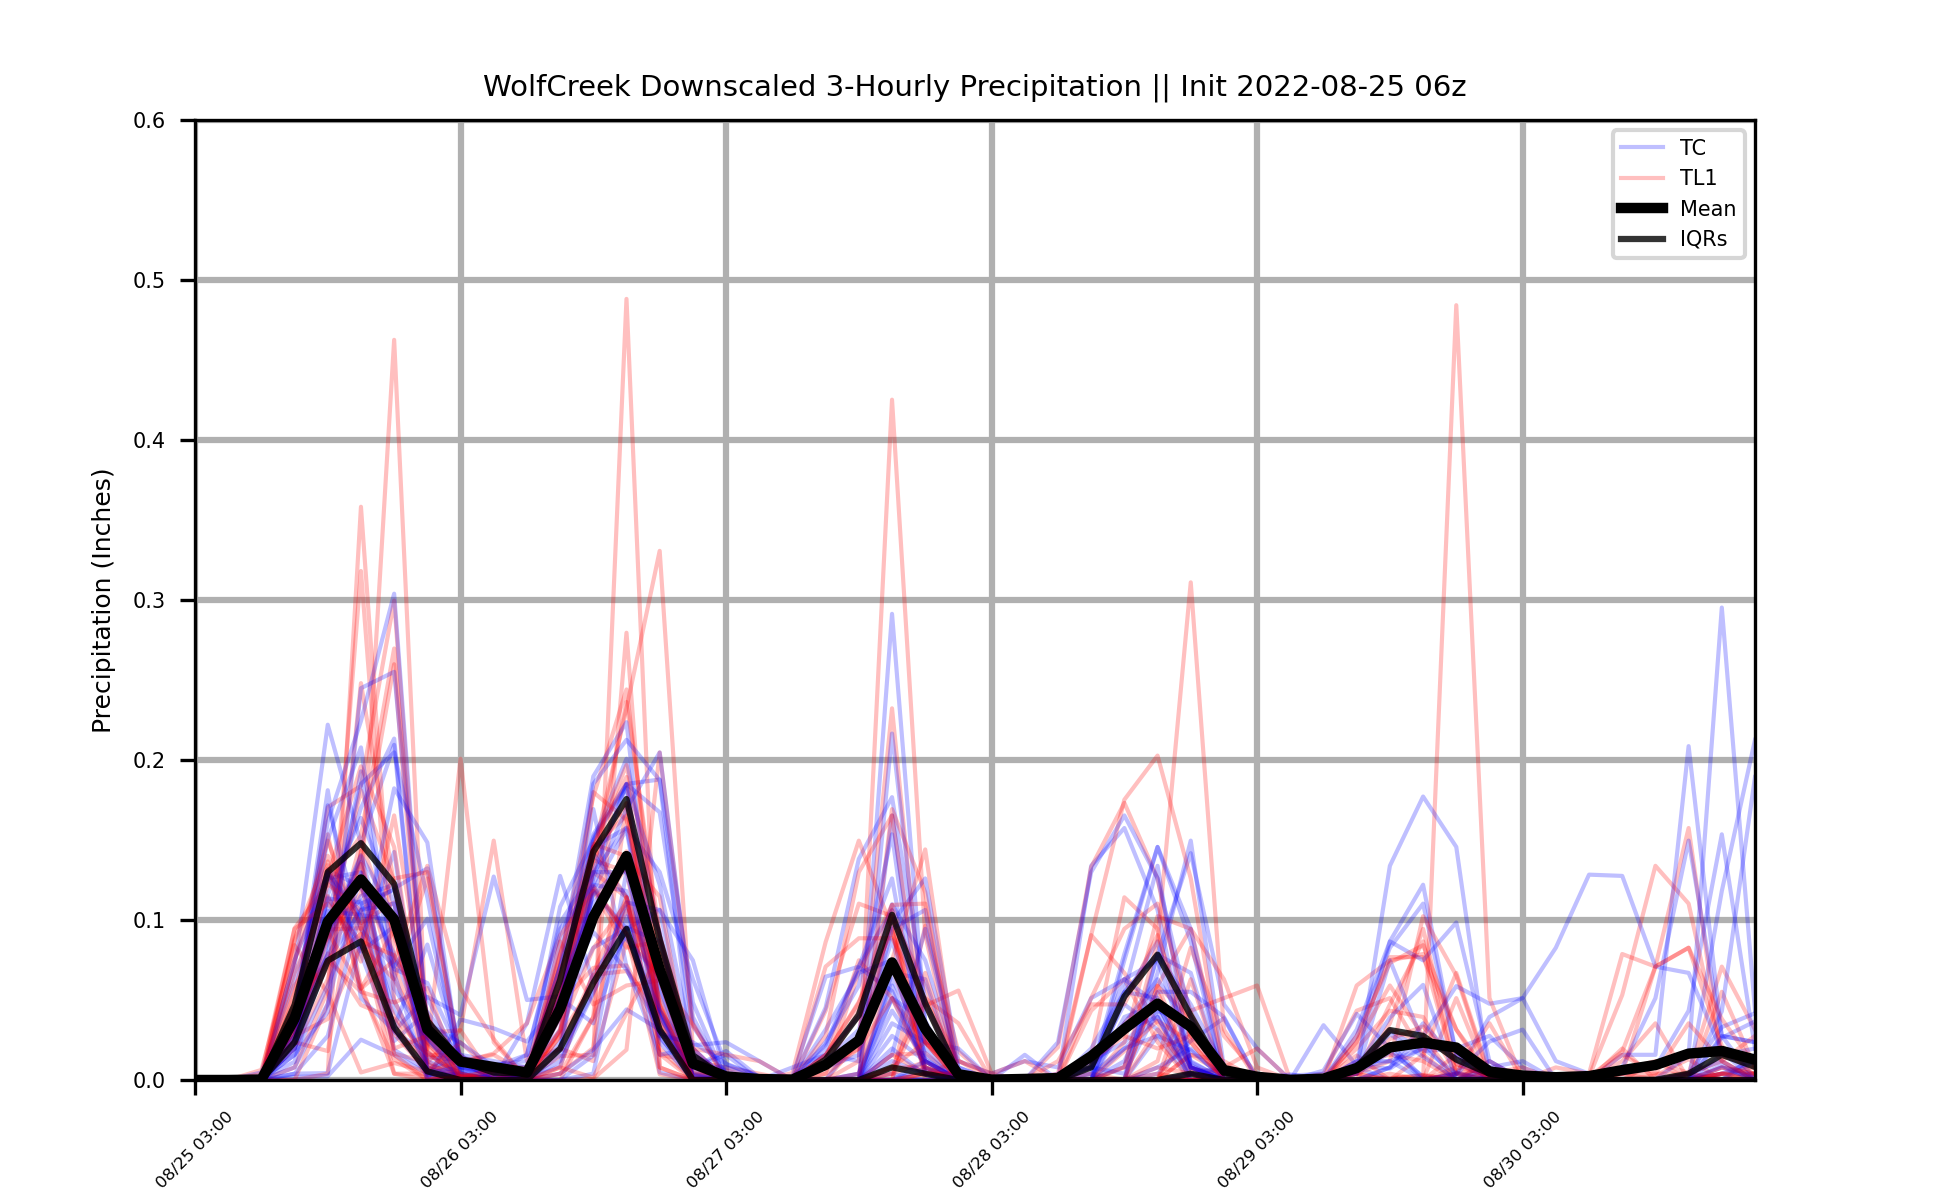 WolfCreek Downscaled 3-Hourly Precipitation || Init 2022-08-25 06z
Precipitation (Inches)
0.6
0.5
0.4
0.3
0.2
0.1
0.0
TC
TL1
Mean
IQRs
08/25 03:00
08/26 03:00
08/27 03:00
08/28 03:00
08/29 03:00
08/30 03:00